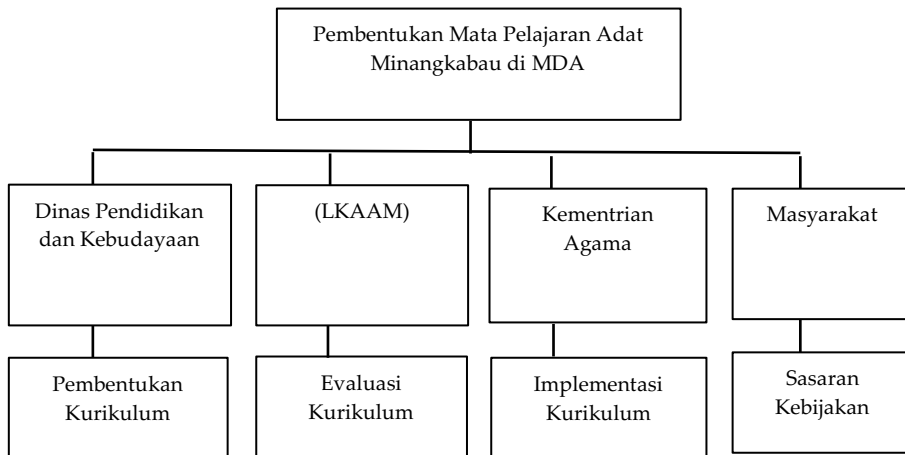 Pembentukan Mata Pelajaran Adat
Minangkabau di MDA
Dinas Pendidikan
dan Kebudayaan
(LKAAM)
Kementrian
Agama
Masyarakat
Pembentukan
Kurikulum
Evaluasi
Kurikulum
Implementasi
Kurikulum
Sasaran
Kebijakan